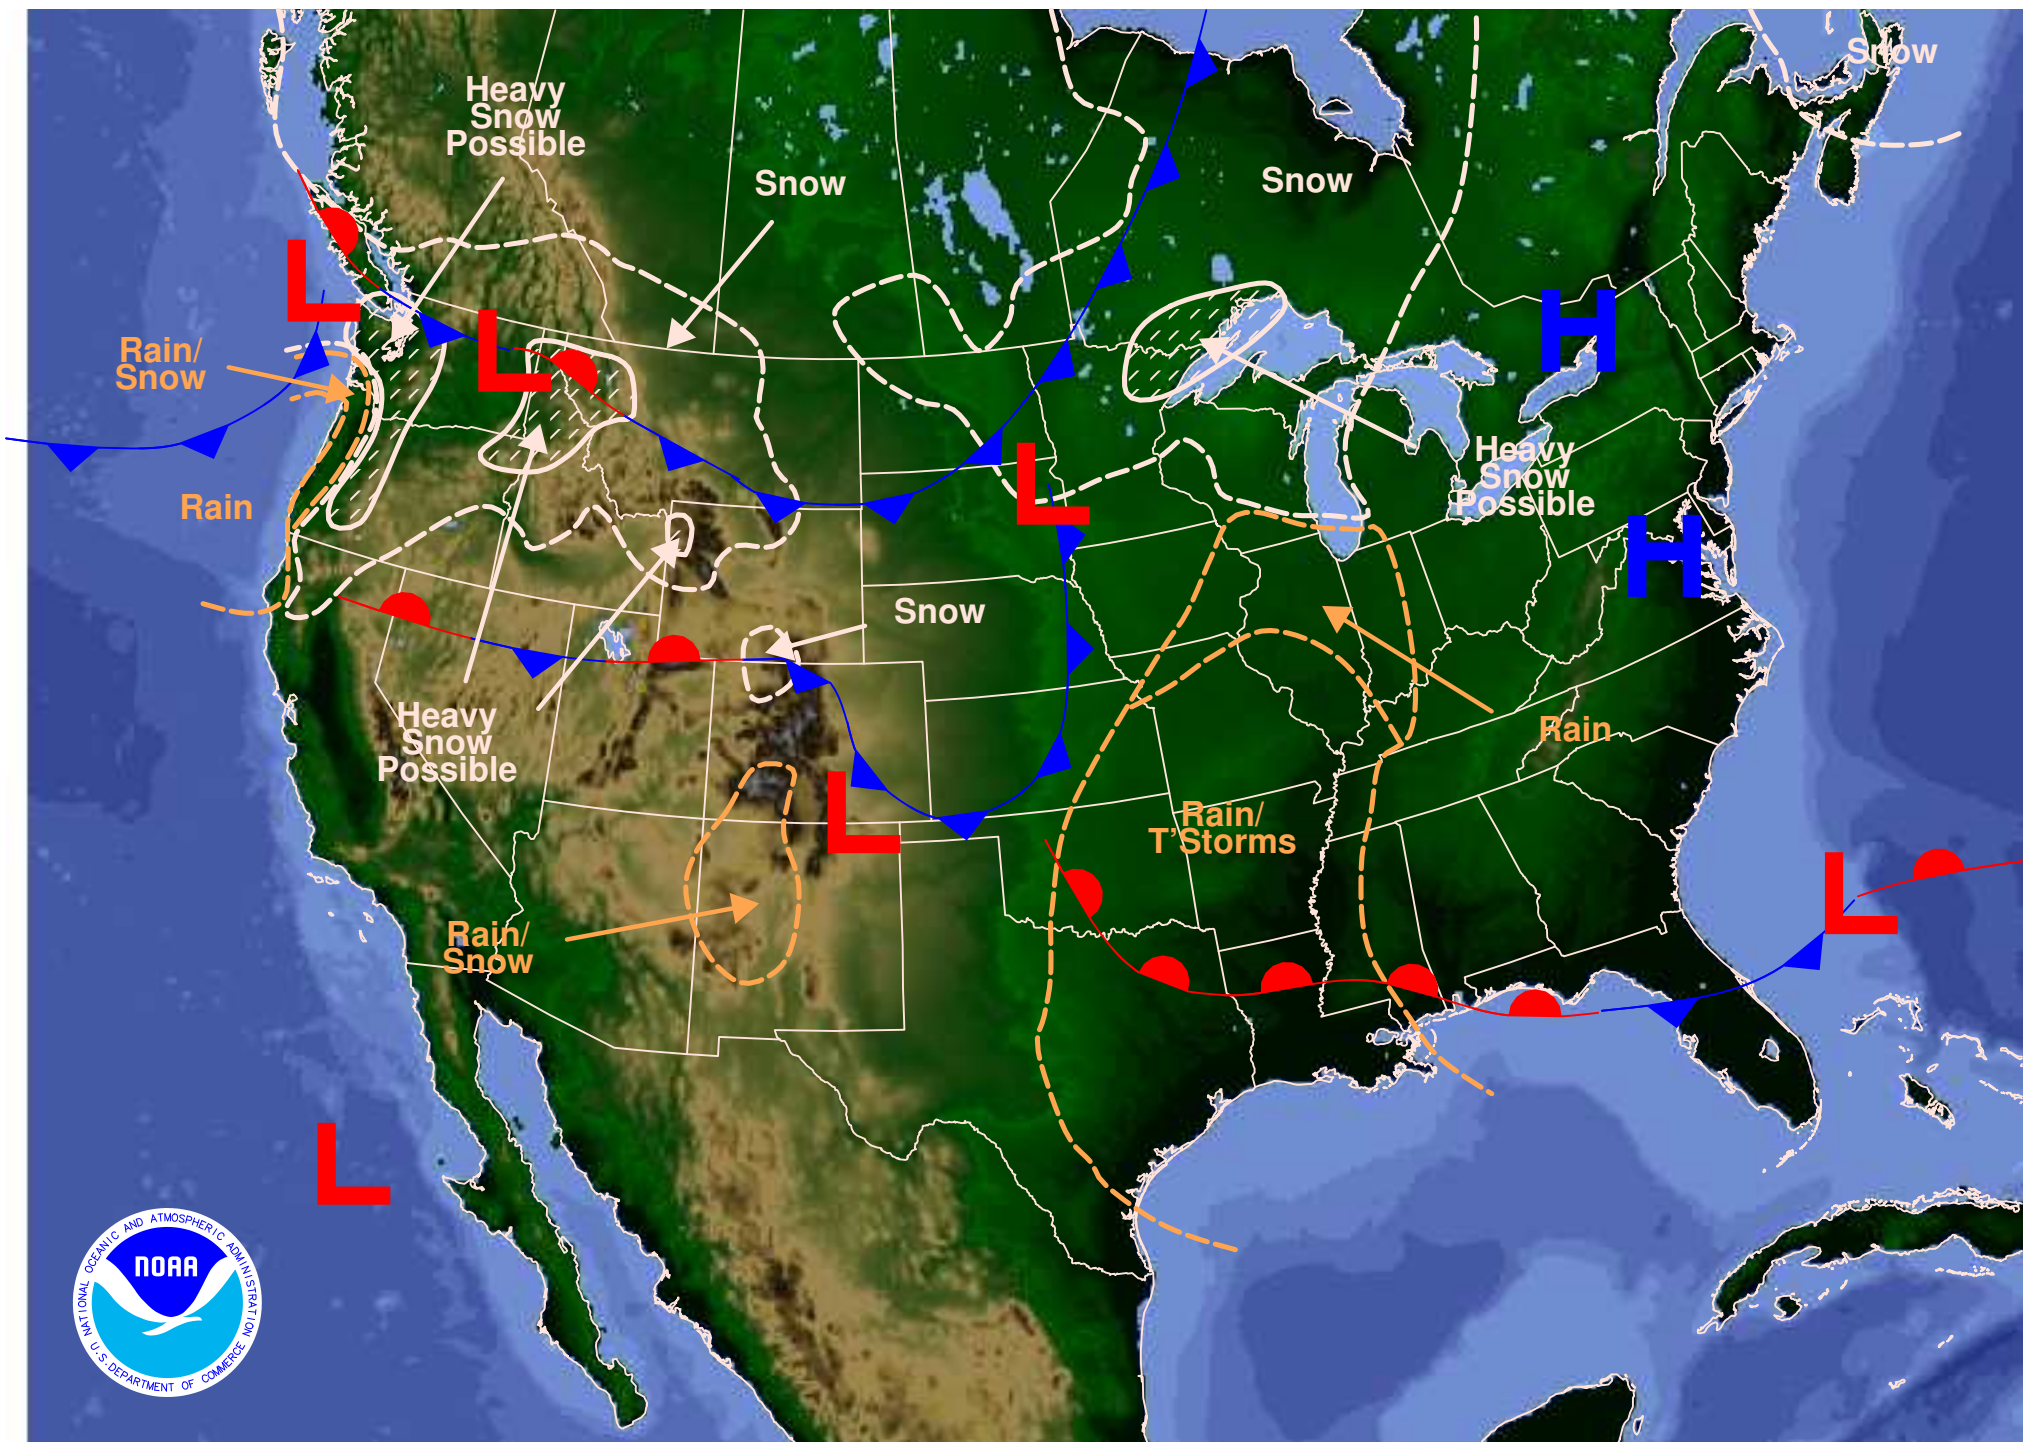 Snow
Heavy
Snow
Possible
Snow
Snow
L
L
H
Rain/
Snow
L
Heavy
Snow
Possible
Rain
H
Snow
Heavy
Snow
Possible
Rain
L
Rain/
T'Storms
L
Rain/
Snow
L
NATIONAL OCEANIC AND ATMOSPHERIC ADMINISTRATION
NOAA
U.S. DEPARTMENT OF COMMERCE